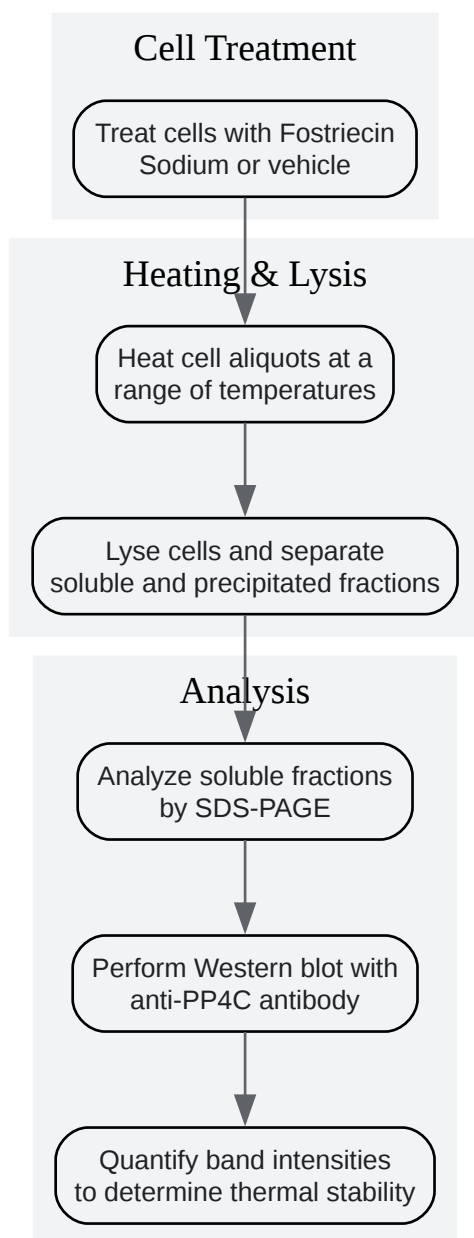 Cell Treatment
Treat cells with Fostriecin
Sodium or vehicle
Heating & Lysis
Heat cell aliquots at a
range of temperatures
Lyse cells and separate
soluble and precipitated fractions
Analysis
Analyze soluble fractions
by SDS-PAGE
Perform Western blot with
anti-PP4C antibody
Quantify band intensities
to determine thermal stability